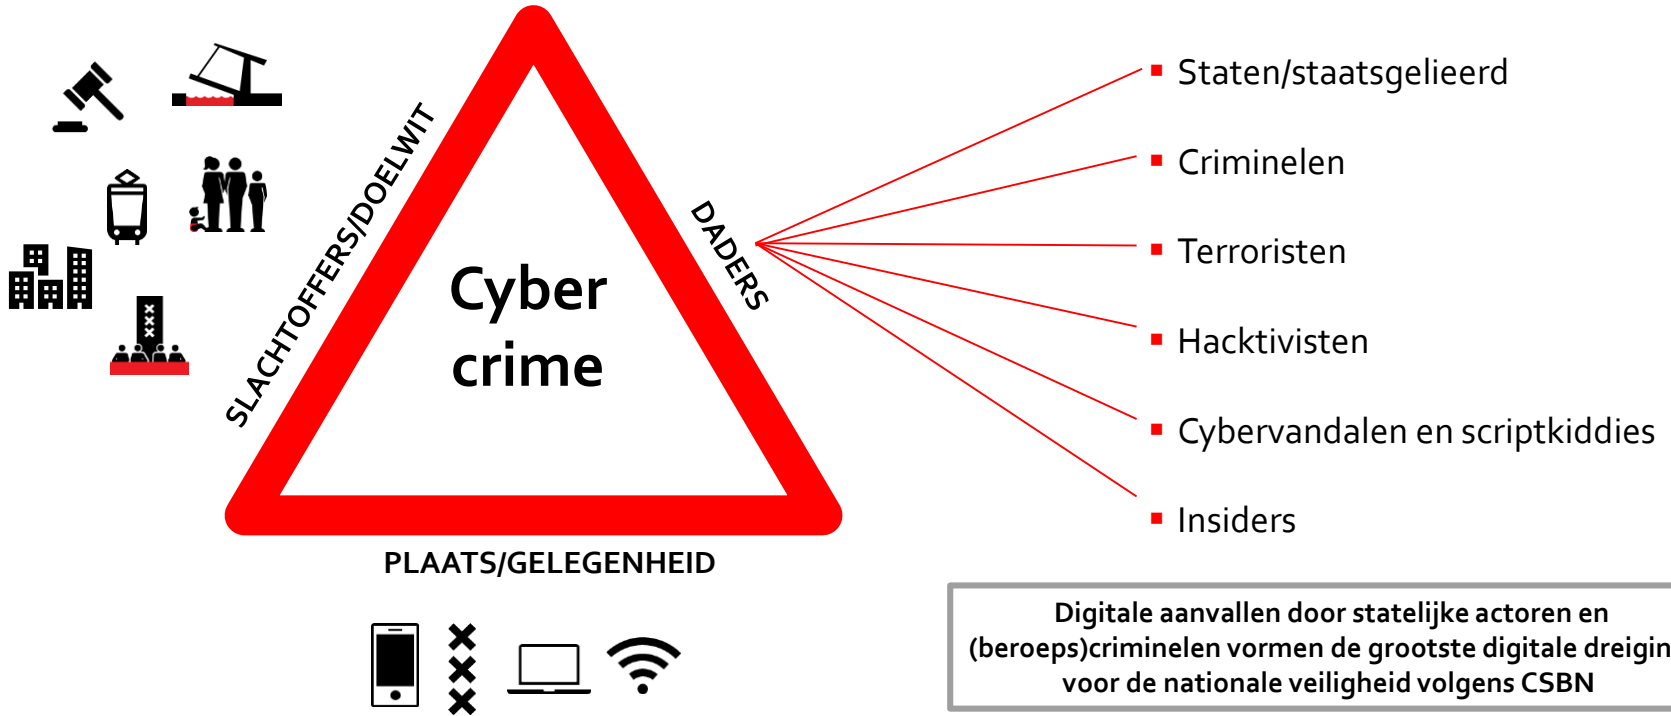 SLACHTOFFERS/DOELWIT
DADERS
Cyber
crime
PLAATS/GELEGENHEID
Staten/staatsgelieerd
Criminelen
Terroristen
Hacktivisten
Cybervandalen en scriptkiddies
Insiders
Digitale aanvallen door statelijke actoren en
(beroeps)criminelen vormen de grootste digitale dreigin
voor de nationale veiligheid volgens CSBN